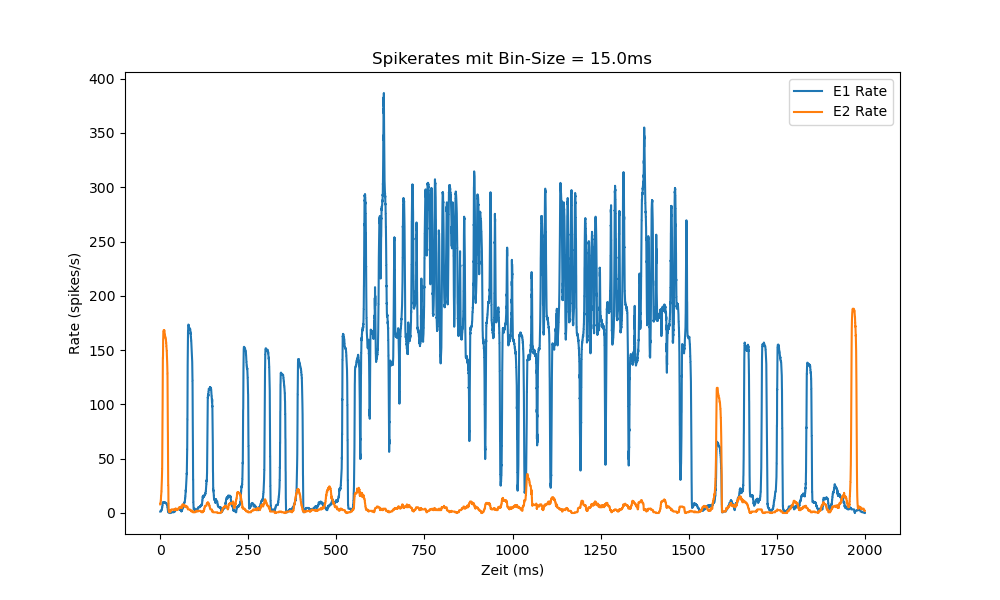 Spikerates mit Bin-Size = 15.0ms
E1 Rate
E2 Rate
Rate (spikes/s)
400
350
300
250
200
150
100
50
0
0 250 500 750 1000 1250 1500 1750 2000
Zeit (ms)